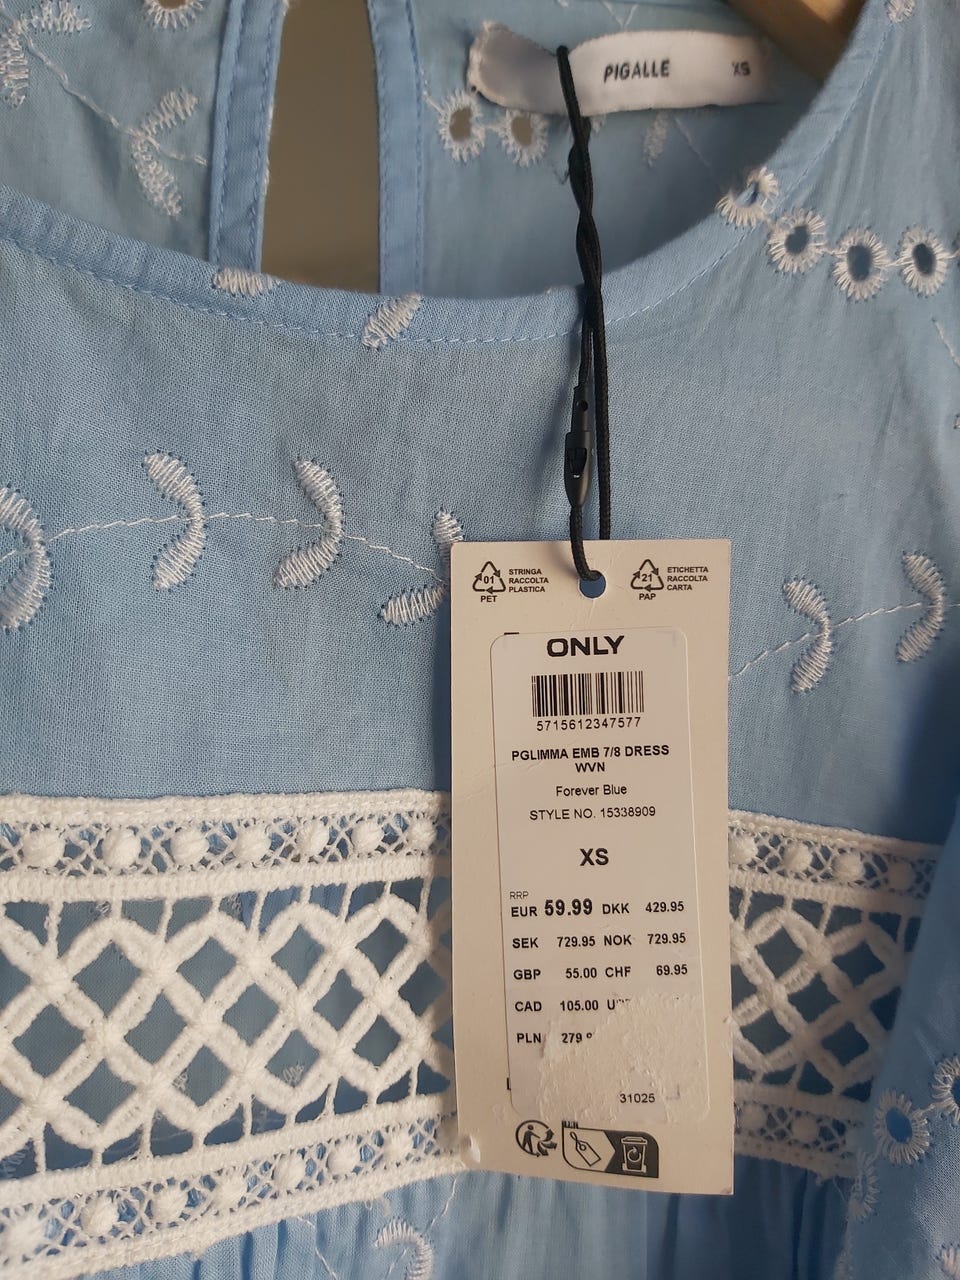 PIGALLE XS
01
PET
STRINGA
RACCOLTA
PLASTICA
21
PAP
ETICHETTA
RACCOLTA
CARTA
ONLY
5715612347577
PGLIMMA EMB 7/8 DRESS
WVN
Forever Blue
STYLE NO. 15338909
XS
RRP
EUR 59.99 DKK 429.95
SEK 729.95 NOK 729.95
GBP 55.00 CHF 69.95
CAD 105.00
PLN 279
31025